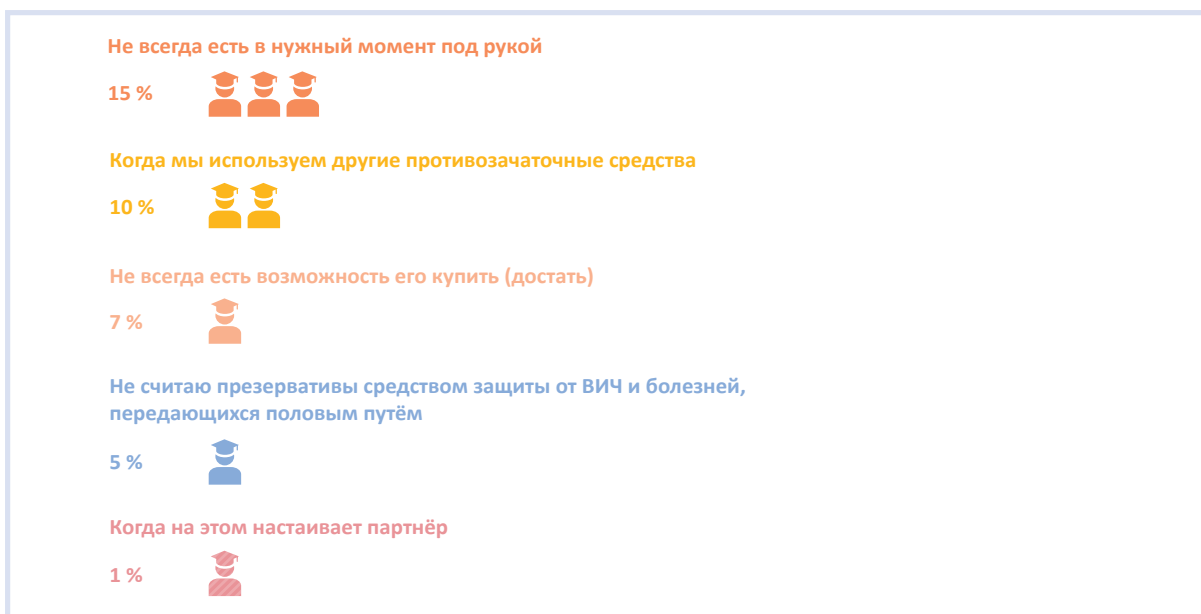 Не всегда есть в нужный момент под рукой
15 %
Когда мы используем другие противозачаточные средства
10 %
Не всегда есть возможность его купить (достать)
7 %
Не считаю презервативы средством защиты от ВИЧ и болезней,
передающихся половым путём
5 %
Когда на этом настаивает партнёр
1 %